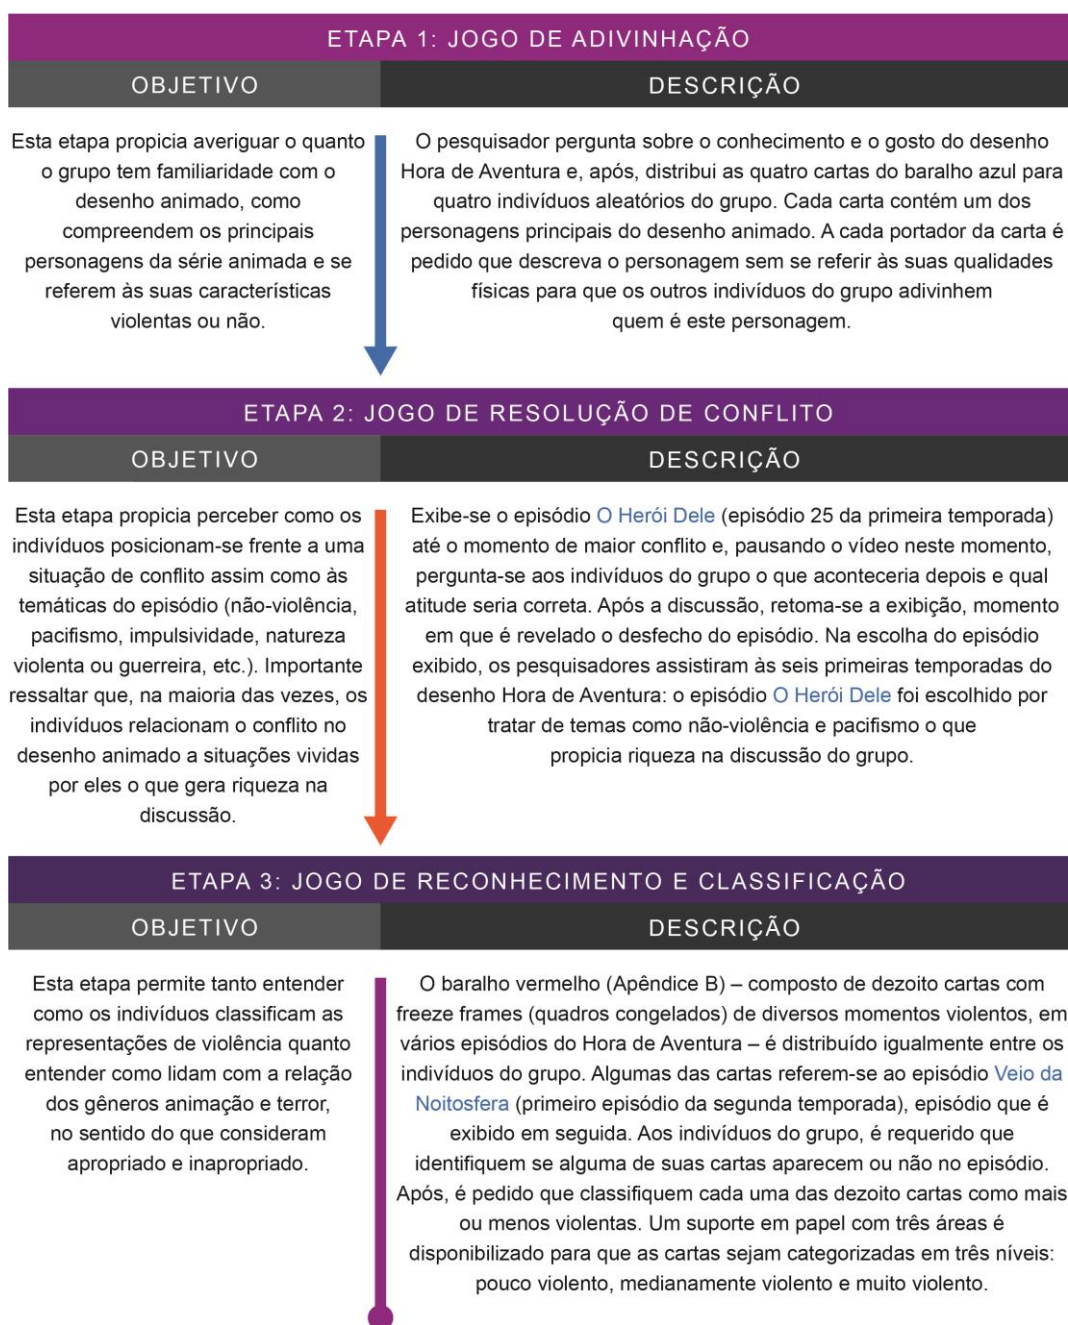 ETAPA 1: JOGO DE ADIVINHAÇÃO
OBJETIVO
DESCRIÇÃO
Esta etapa propicia averiguar o quanto
o grupo tem familiaridade com o
desenho animado, como
compreendem os principais
personagens da série animada e se
referem às suas características
violentas ou não.
O pesquisador pergunta sobre o conhecimento e o gosto do desenho
Hora de Aventura e, após, distribui as quatro cartas do baralho azul para
quatro indivíduos aleatórios do grupo. Cada carta contém um dos
personagens principais do desenho animado. A cada portador da carta é
pedido que descreva o personagem sem se referir às suas qualidades
físicas para que os outros indivíduos do grupo adivinhem
quem é este personagem.
ETAPA 2: JOGO DE RESOLUÇÃO DE CONFLITO
OBJETIVO
DESCRIÇÃO
Esta etapa propicia perceber como os
indivíduos posicionam-se frente a uma
situação de conflito assim como às
temáticas do episódio (não-violência,
pacifismo, impulsividade, natureza
violenta ou guerreira, etc.). Importante
ressaltar que, na maioria das vezes, os
indivíduos relacionam o conflito no
desenho animado a situações vividas
por eles o que gera riqueza na
discussão.
Exibe-se o episódio O Herói Dele (episódio 25 da primeira temporada)
até o momento de maior conflito e, pausando o vídeo neste momento,
pergunta-se aos indivíduos do grupo o que aconteceria depois e qual
atitude seria correta. Após a discussão, retoma-se a exibição, momento
em que é revelado o desfecho do episódio. Na escolha do episódio
exibido, os pesquisadores assistiram às seis primeiras temporadas do
desenho Hora de Aventura: o episódio O Herói Dele foi escolhido por
tratar de temas como não-violência e pacifismo o que
propicia riqueza na discussão do grupo.
ETAPA 3: JOGO DE RECONHECIMENTO E CLASSIFICAÇÃO
OBJETIVO
DESCRIÇÃO
Esta etapa permite tanto entender
como os indivíduos classificam as
representações de violência quanto
entender como lidam com a relação
dos gêneros animação e terror,
no sentido do que consideram
apropriado e inapropriado.
O baralho vermelho (Apêndice B) – composto de dezoito cartas com
freeze frames (quadros congelados) de diversos momentos violentos, em
vários episódios do Hora de Aventura – é distribuído igualmente entre os
indivíduos do grupo. Algumas das cartas referem-se ao episódio Veio da
Noitosfera (primeiro episódio da segunda temporada), episódio que é
exibido em seguida. Aos indivíduos do grupo, é requerido que
identifiquem se alguma de suas cartas aparecem ou não no episódio.
Após, é pedido que classifiquem cada uma das dezoito cartas como mais
ou menos violentas. Um suporte em papel com três áreas é
disponibilizado para que as cartas sejam categorizadas em três níveis:
pouco violento, medianamente violento e muito violento.